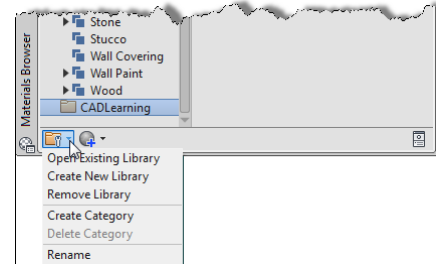 Stone
Stucco
Wall Covering
Wall Paint
Wood
CADLearning
Materials Browser
Open Existing Library
Create New Library
Remove Library
Create Category
Delete Category
Rename